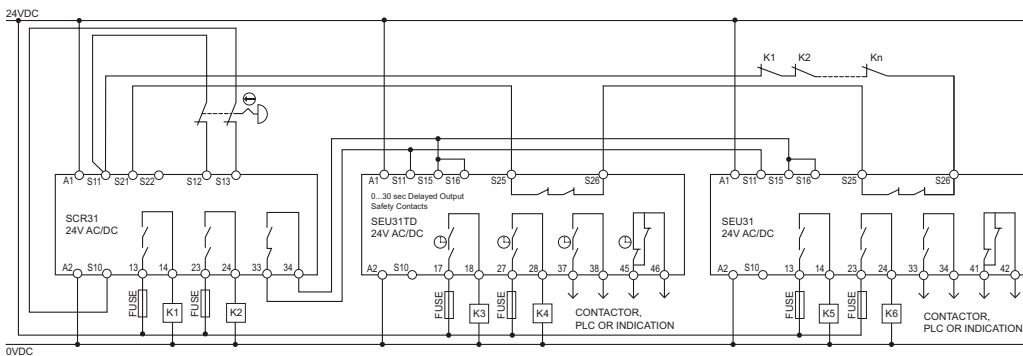 24VDC
K1 K2 Kn
A1 S11 S21 S22 S12 S13
A1 S11 S15 S16 S25 S26
A1 S11 S15 S16 S25 S26
SCR31
24V AC/DC
0...30 sec Delayed Output
Safety Contacts
SEU31TD
24V AC/DC
SEU31
24V AC/DC
A2 S10 13 14 23 24 33 34
A2 S10 17 18 27 28 37 38 45 46
A2 S10 13 14 23 24 33 34 41 42
FUSE K1 FUSE K2
FUSE K3 FUSE K4
CONTACTOR,
PLC OR INDICATION
FUSE K5 FUSE K6
CONTACTOR,
PLC OR INDICATION
0VDC